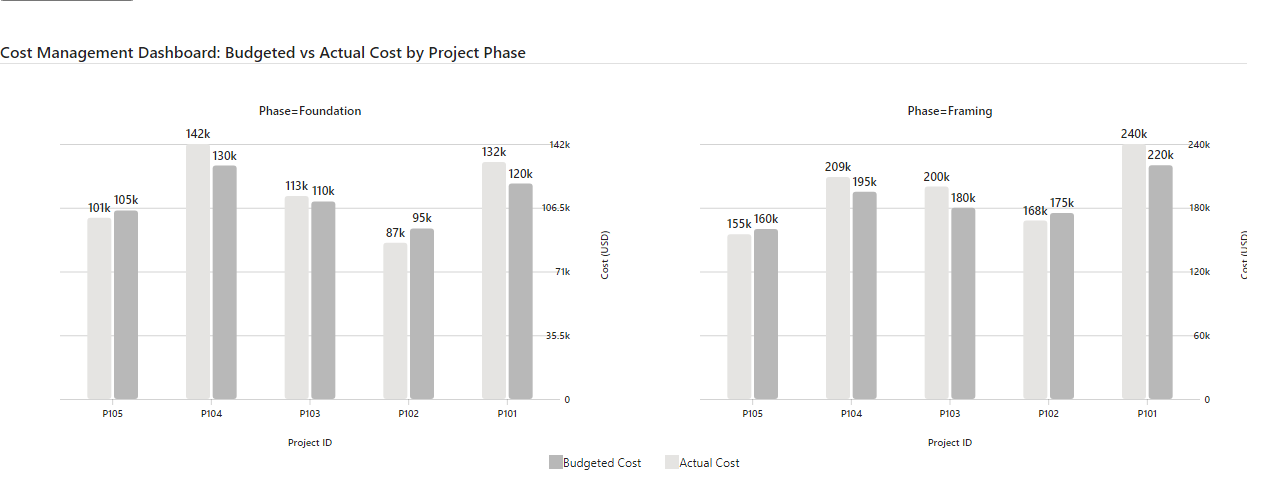 Cost Management Dashboard: Budgeted vs Actual Cost by Project Phase
Phase=Foundation
142k
130k
132k
120k
113k
110k
101k
105k
95k
87k
142k
106.5k
71k
35.5k
0
Cost (USD)
P105
P104
P103
P102
P101
Project ID
Phase=Framing
240k
220k
209k
195k
200k
180k
168k
175k
155k
160k
240k
180k
120k
60k
0
Cost (USD)
P105
P104
P103
P102
P101
Project ID
Budgeted Cost
Actual Cost